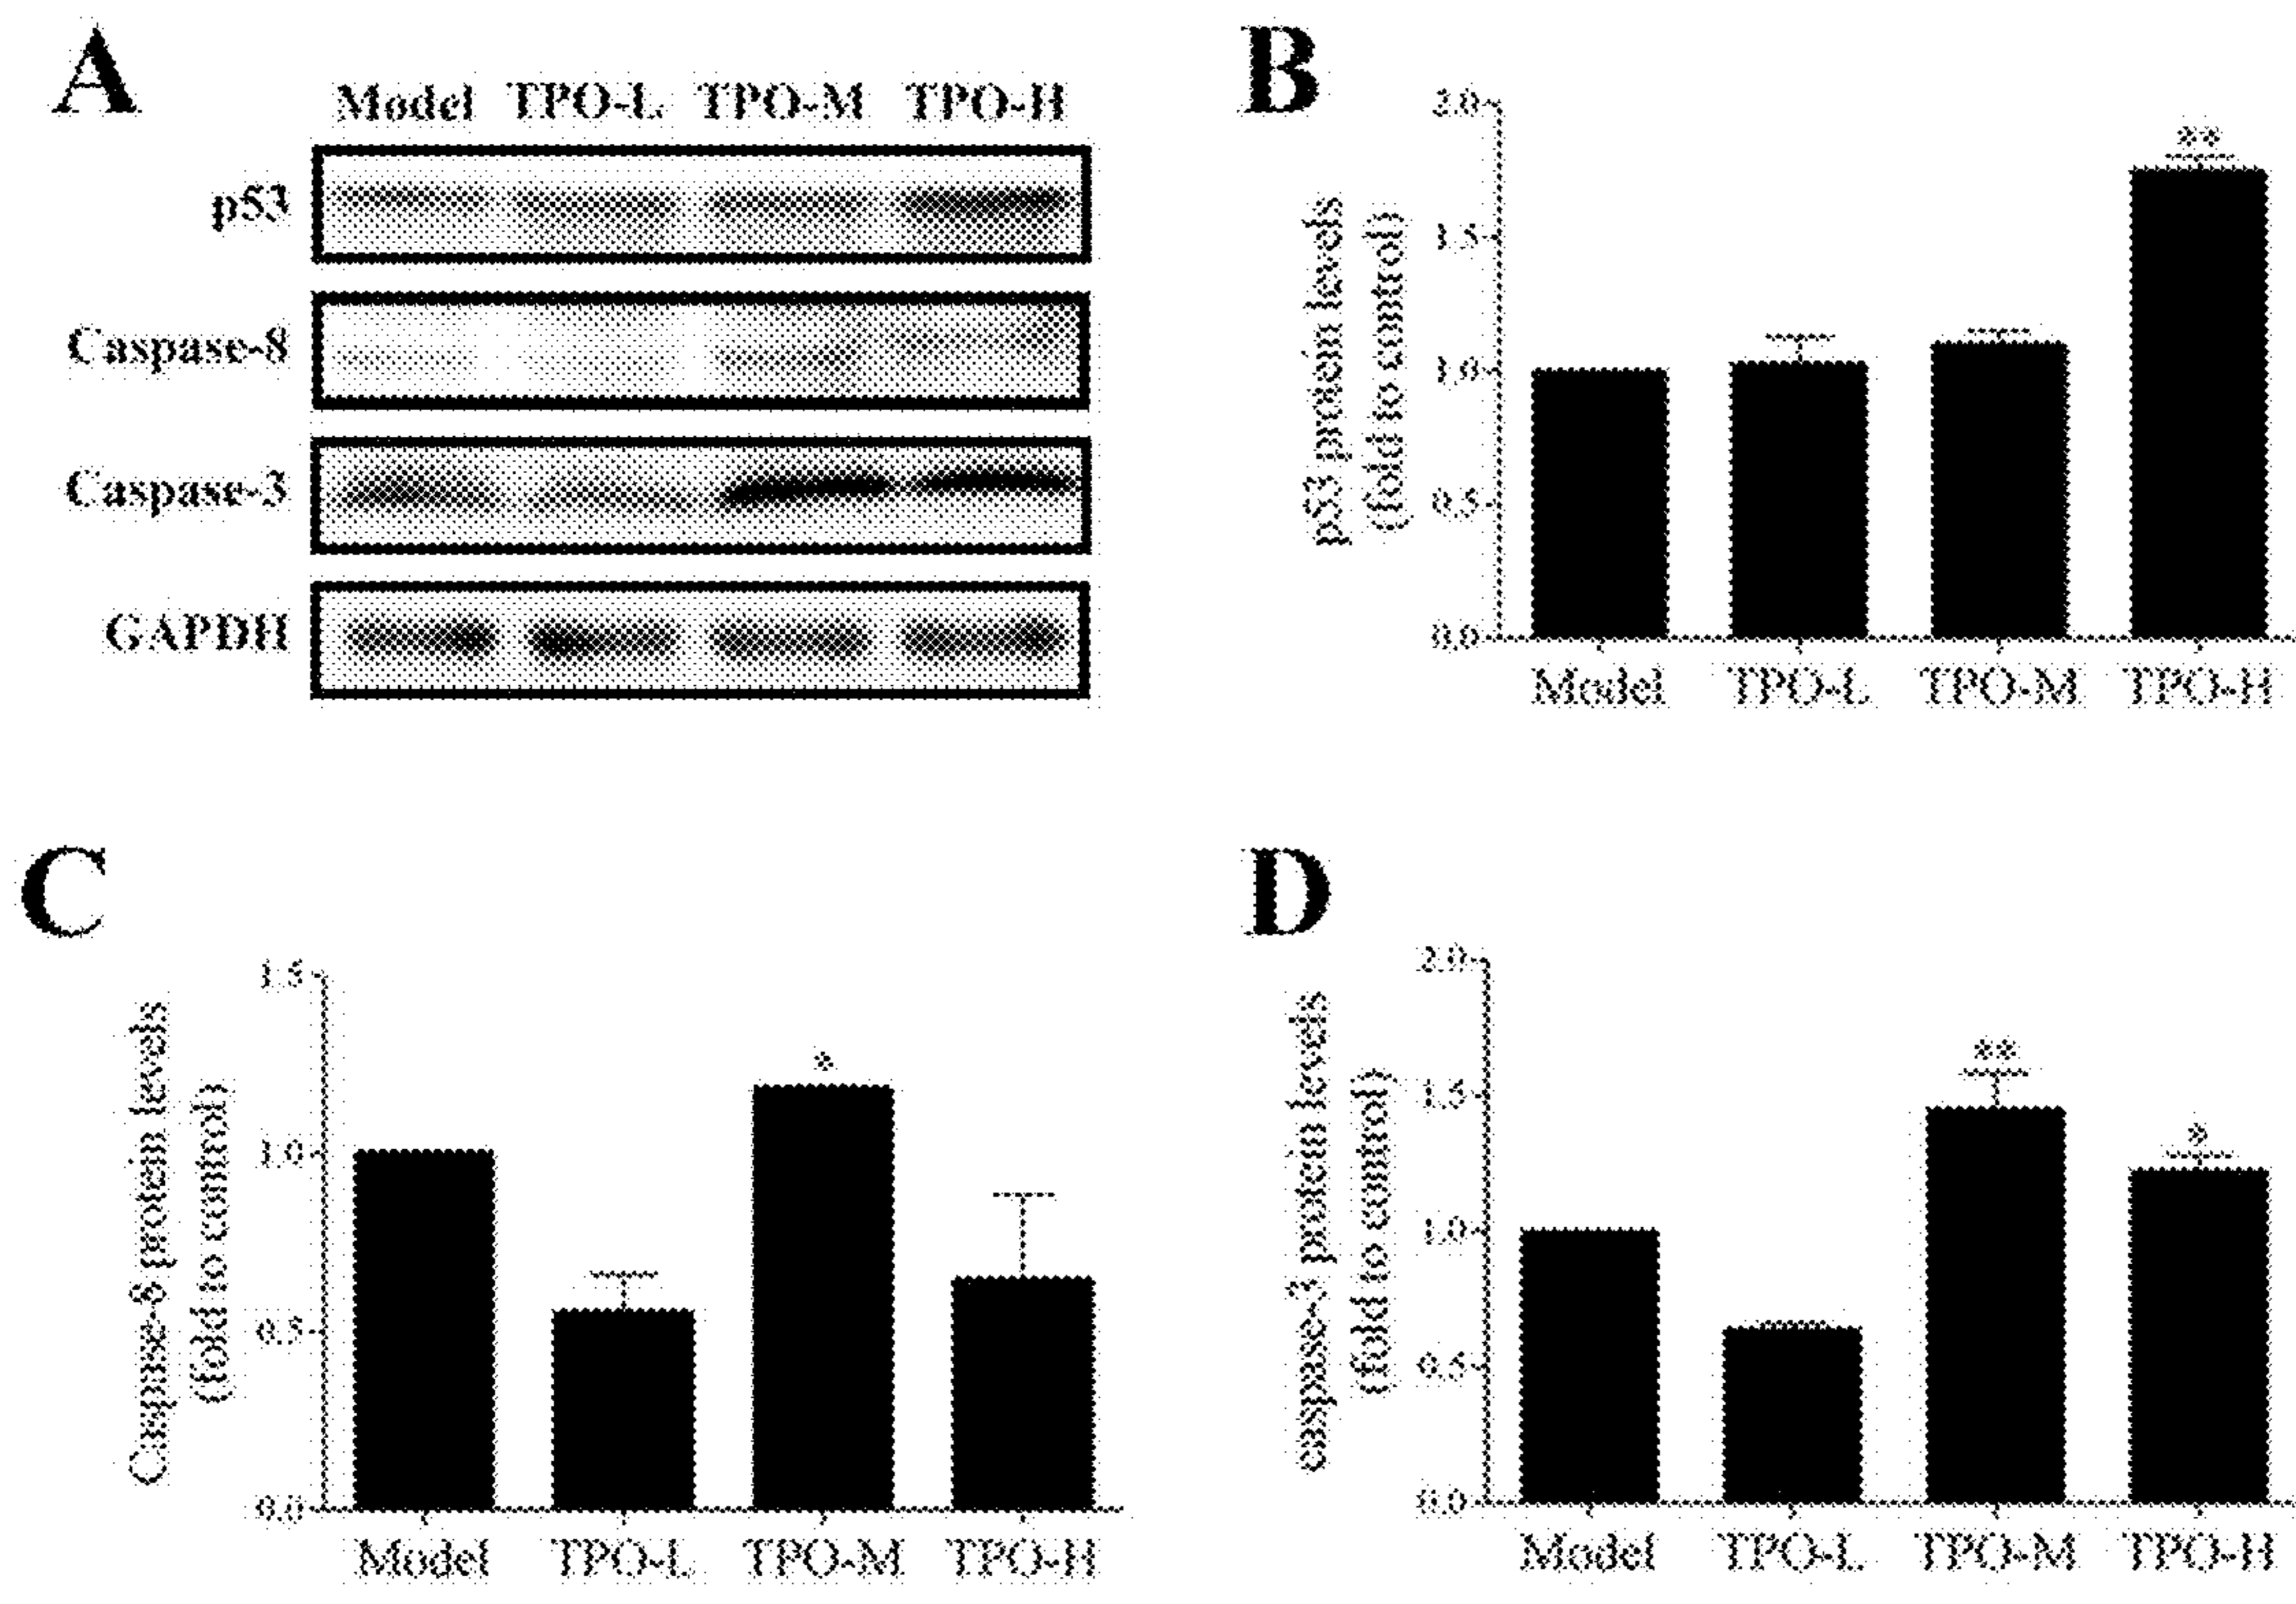 A
Model TPO-L TPO-M TPO-H
p53
Caspase-8
Caspase-3
GAPDH
B
p53 protein levels
(fold to control)
2.0
1.5
1.0
0.5
0.0
**
Model TPO-L TPO-M TPO-H
C
Caspase-8 protein levels
(fold to control)
1.5
1.0
0.5
0.0
*
Model TPO-L TPO-M TPO-H
D
caspase-3 protein levels
(fold to control)
2.0
1.5
1.0
0.5
0.0
**
*
Model TPO-L TPO-M TPO-H